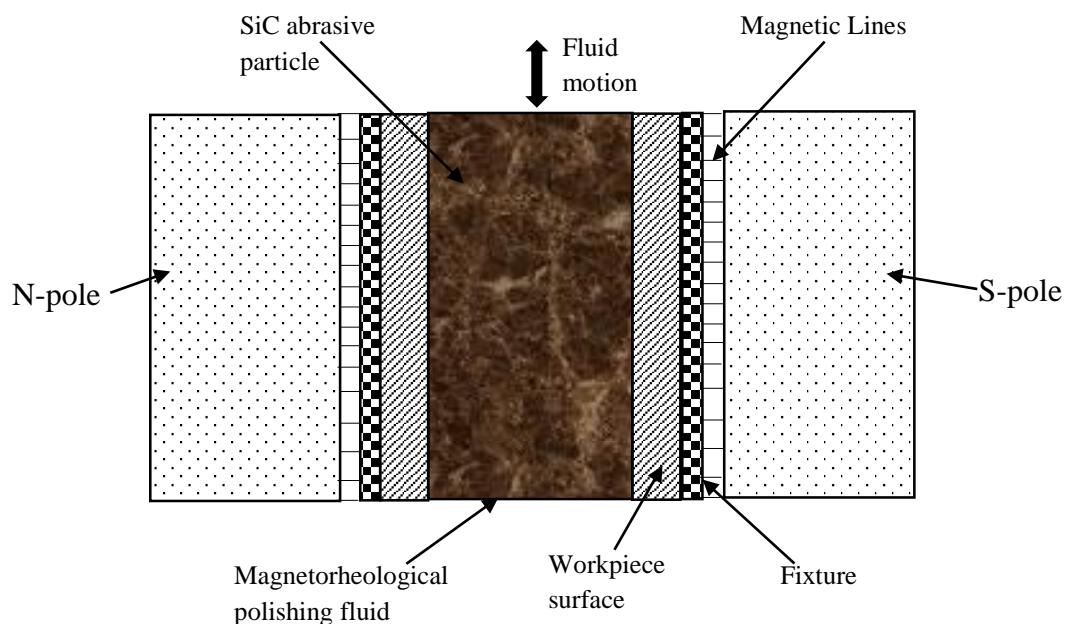 SiC abrasive
particle
Fluid
motion
Magnetic Lines
N-pole
S-pole
Magnetorheological
polishing fluid
Workpiece
surface
Fixture